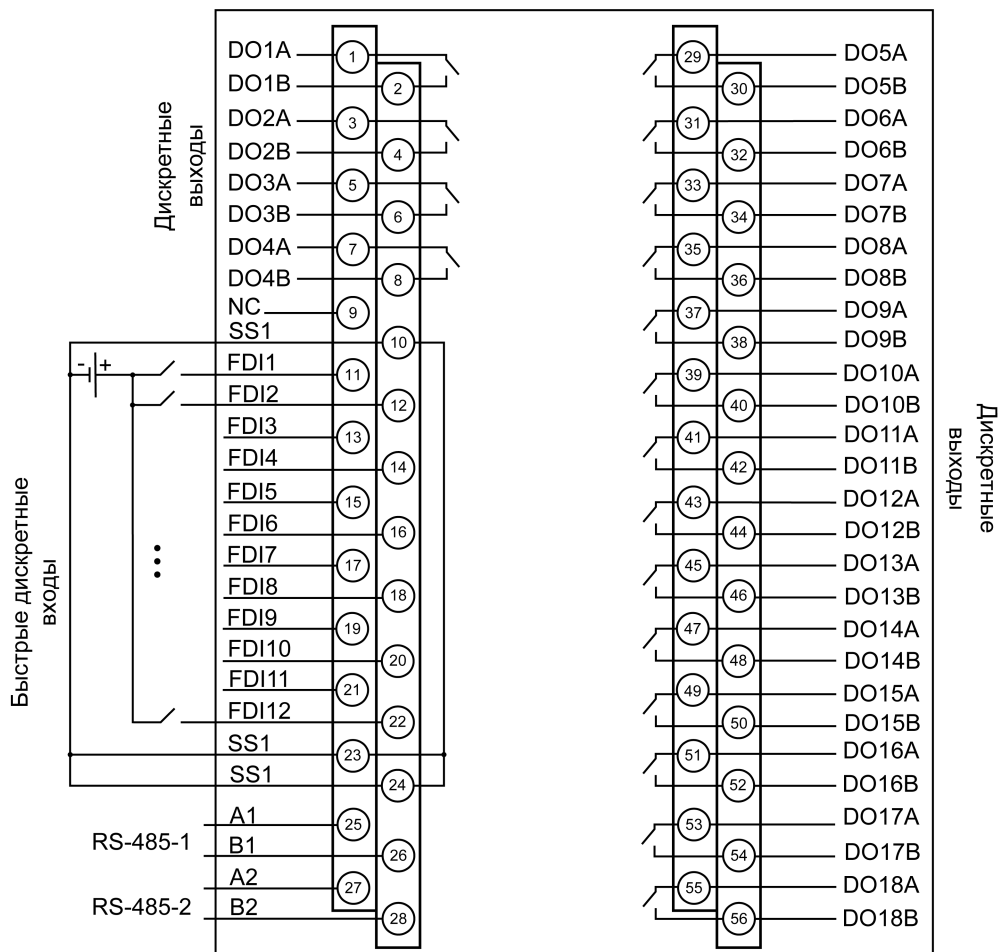 Дискретные
выходы
DO1A 1
DO1B 2
DO2A 3
DO2B 4
DO3A 5
DO3B 6
DO4A 7
DO4B 8
NC 9
SS1 10
Быстрые дискретные
входы
- +
FDI1 11
FDI2 12
FDI3 13
FDI4 14
FDI5 15
FDI6 16
FDI7 17
FDI8 18
FDI9 19
FDI10 20
FDI11 21
FDI12 22
SS1 23
SS1 24
RS-485-1
A1 25
B1 26
RS-485-2
A2 27
B2 28
29 DO5A
30 DO5B
31 DO6A
32 DO6B
33 DO7A
34 DO7B
35 DO8A
36 DO8B
37 DO9A
38 DO9B
39 DO10A
40 DO10B
41 DO11A
42 DO11B
43 DO12A
44 DO12B
45 DO13A
46 DO13B
47 DO14A
48 DO14B
49 DO15A
50 DO15B
51 DO16A
52 DO16B
53 DO17A
54 DO17B
55 DO18A
56 DO18B
Дискретные
выходы